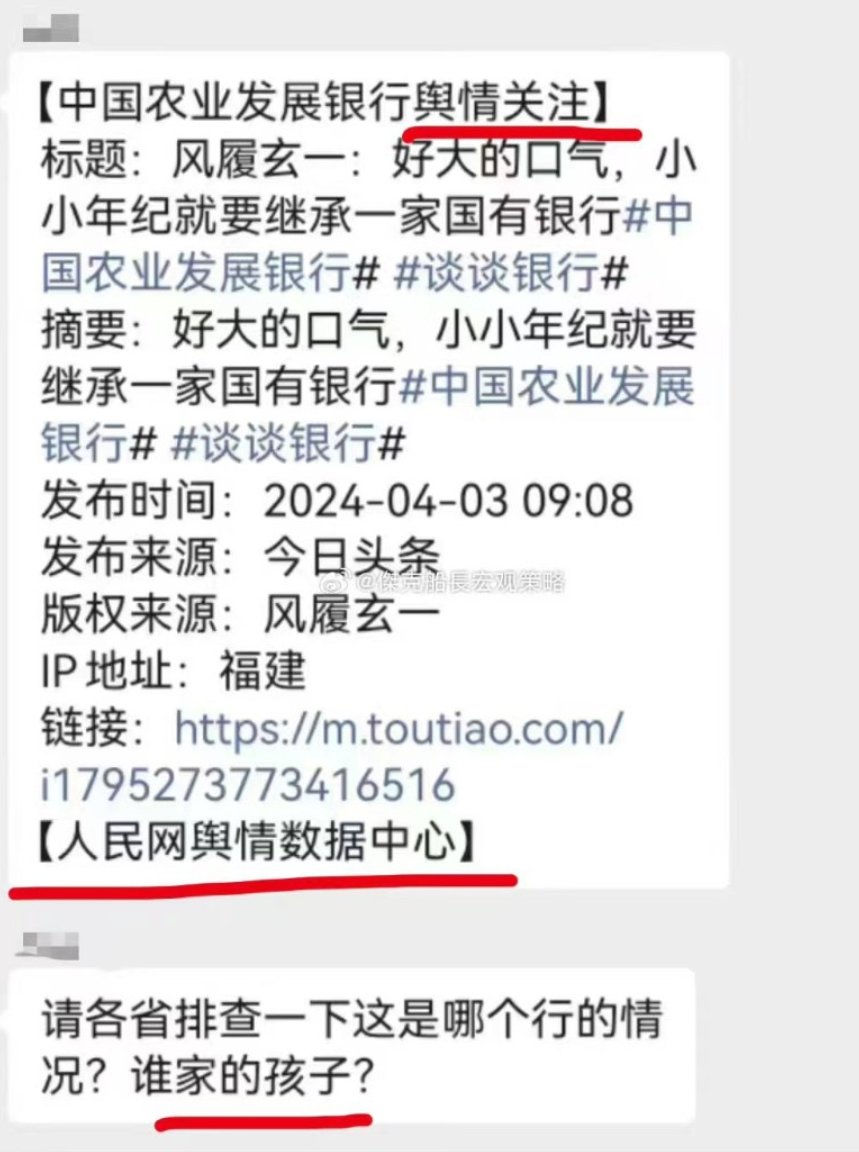 【中国农业发展银行舆情关注】
标题：风履玄一：好大的口气，小
小年纪就要继承一家国有银行#中
国农业发展银行# #谈谈银行#
摘要：好大的口气，小小年纪就要
继承一家国有银行#中国农业发展
银行# #谈谈银行#
发布时间：2024-04-03 09:08
发布来源：今日头条
@傑克船長宏观策略
版权来源：风履玄一
IP地址：福建
链接：https://m.toutiao.com/
i17952737734​16516
【人民网舆情数据中心】
请各省排查一下这是哪个行的情
况？谁家的孩子？